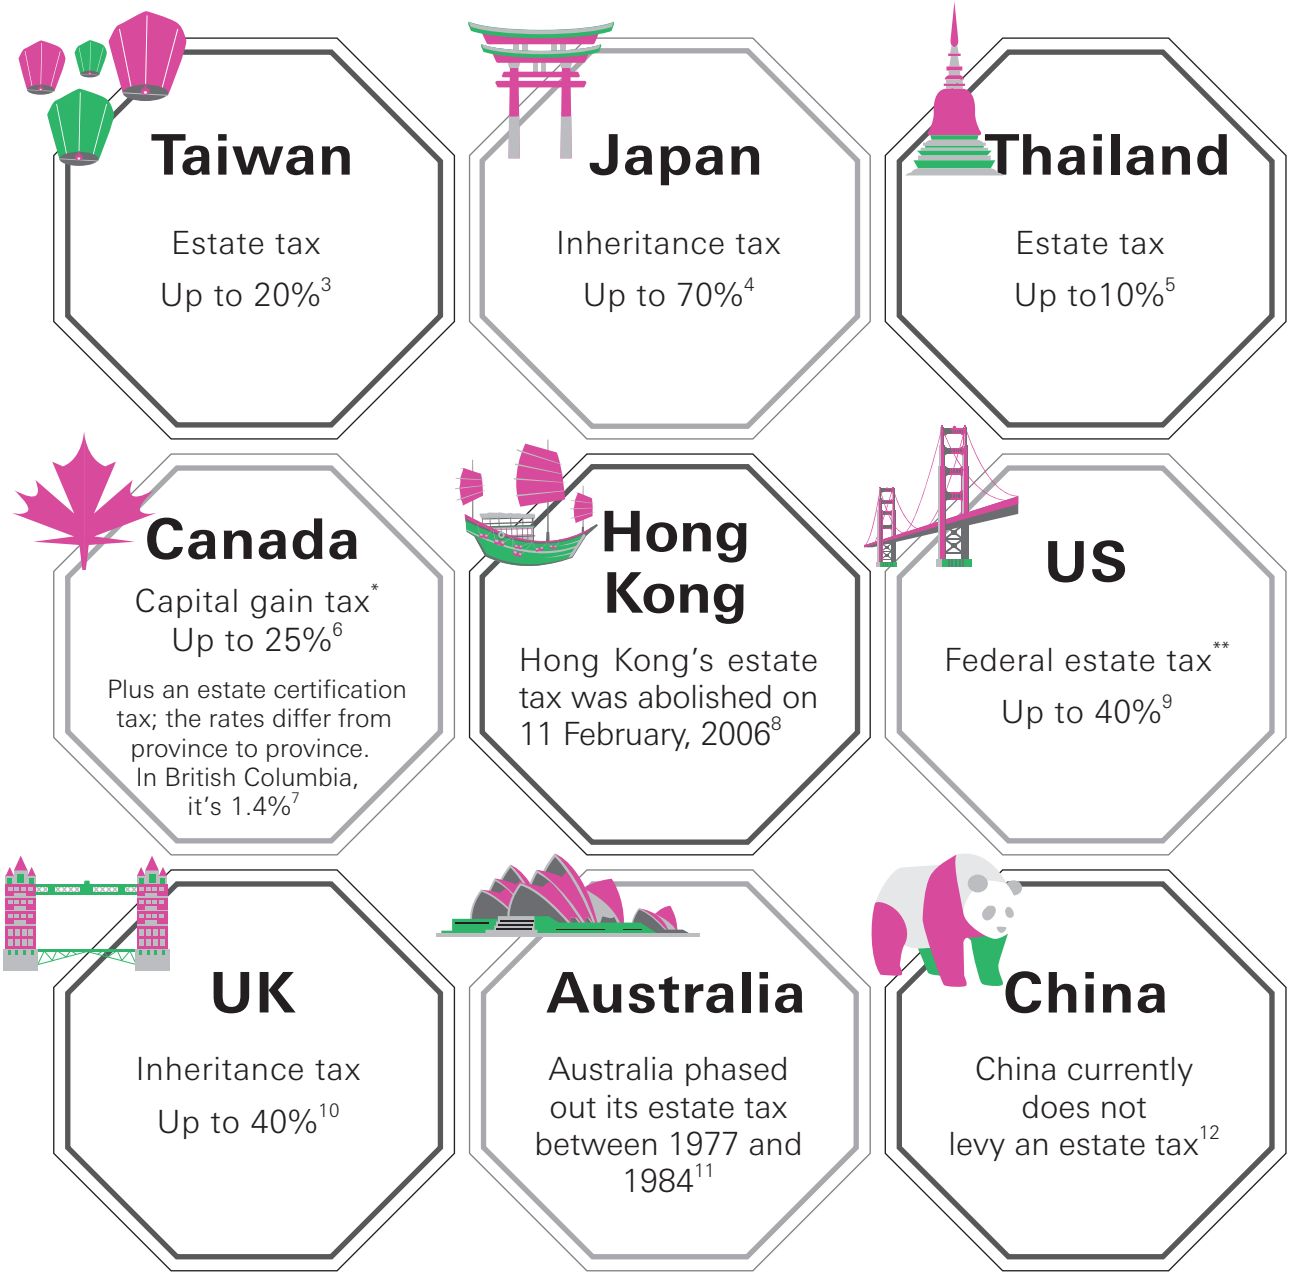 Taiwan
Estate tax
Up to 20%3
Japan
Inheritance tax
Up to 70%4
Thailand
Estate tax
Up to10%5
Canada
Capital gain tax*
Up to 25%6
Plus an estate certification
tax; the rates differ from
province to province.
In British Columbia,
it's 1.4%7
Hong
Kong
Hong Kong's estate
tax was abolished on
11 February, 20068
US
Federal estate tax**
Up to 40%9
UK
Inheritance tax
Up to 40%10
Australia
Australia phased
out its estate tax
between 1977 and
198411
China
China currently
does not
levy an estate tax12